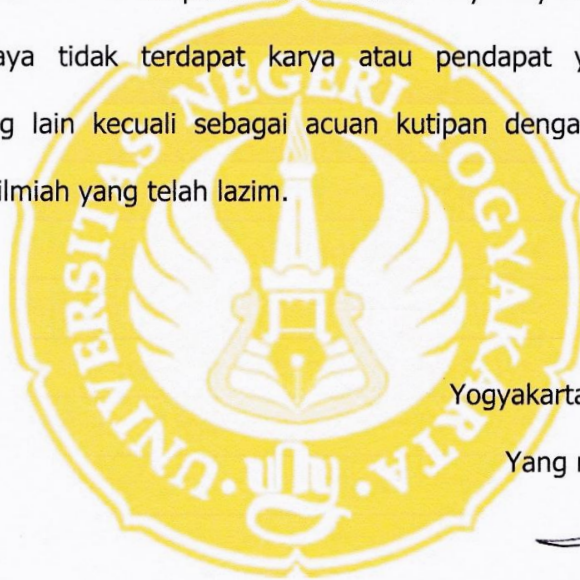 aya tidak terdapat karya atau pendapat y
g lain kecuali sebagai acuan kutipan denga
ilmiah yang telah lazim.
UNIVERSITAS NEGERI YOGYAKARTA
uny
Yogyakarta
Yang